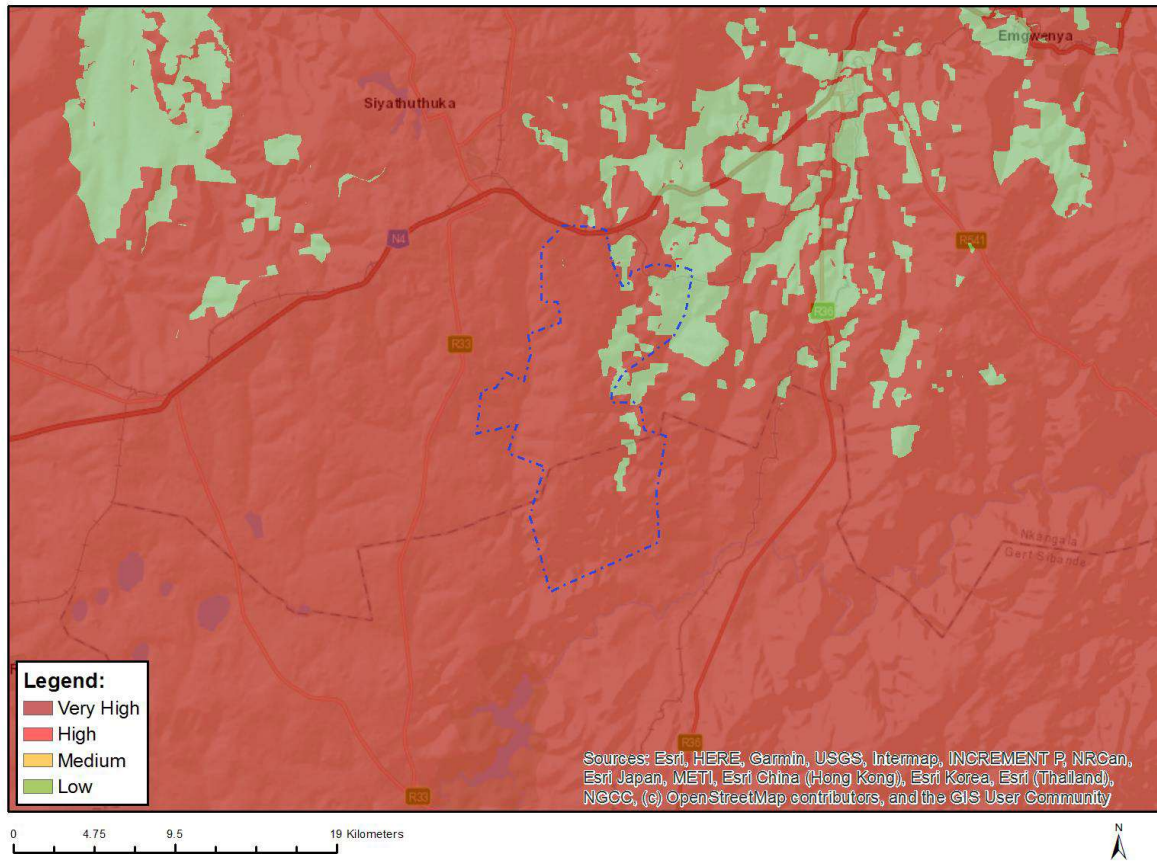 Emgwenya
Siyathuthuka
N4
R541
R36
R33
Nkangala
Gert Sibande
Legend:
Very High
High
Medium
Low
R36
R33
Sources: Esri, HERE, Garmin, USGS, Intermap, INCREMENT P, NRCan,
Esri Japan, METI, Esri China (Hong Kong), Esri Korea, Esri (Thailand),
NGCC, (c) OpenStreetMap contributors, and the GIS User Community
0 4.75 9.5 19 Kilometers
N